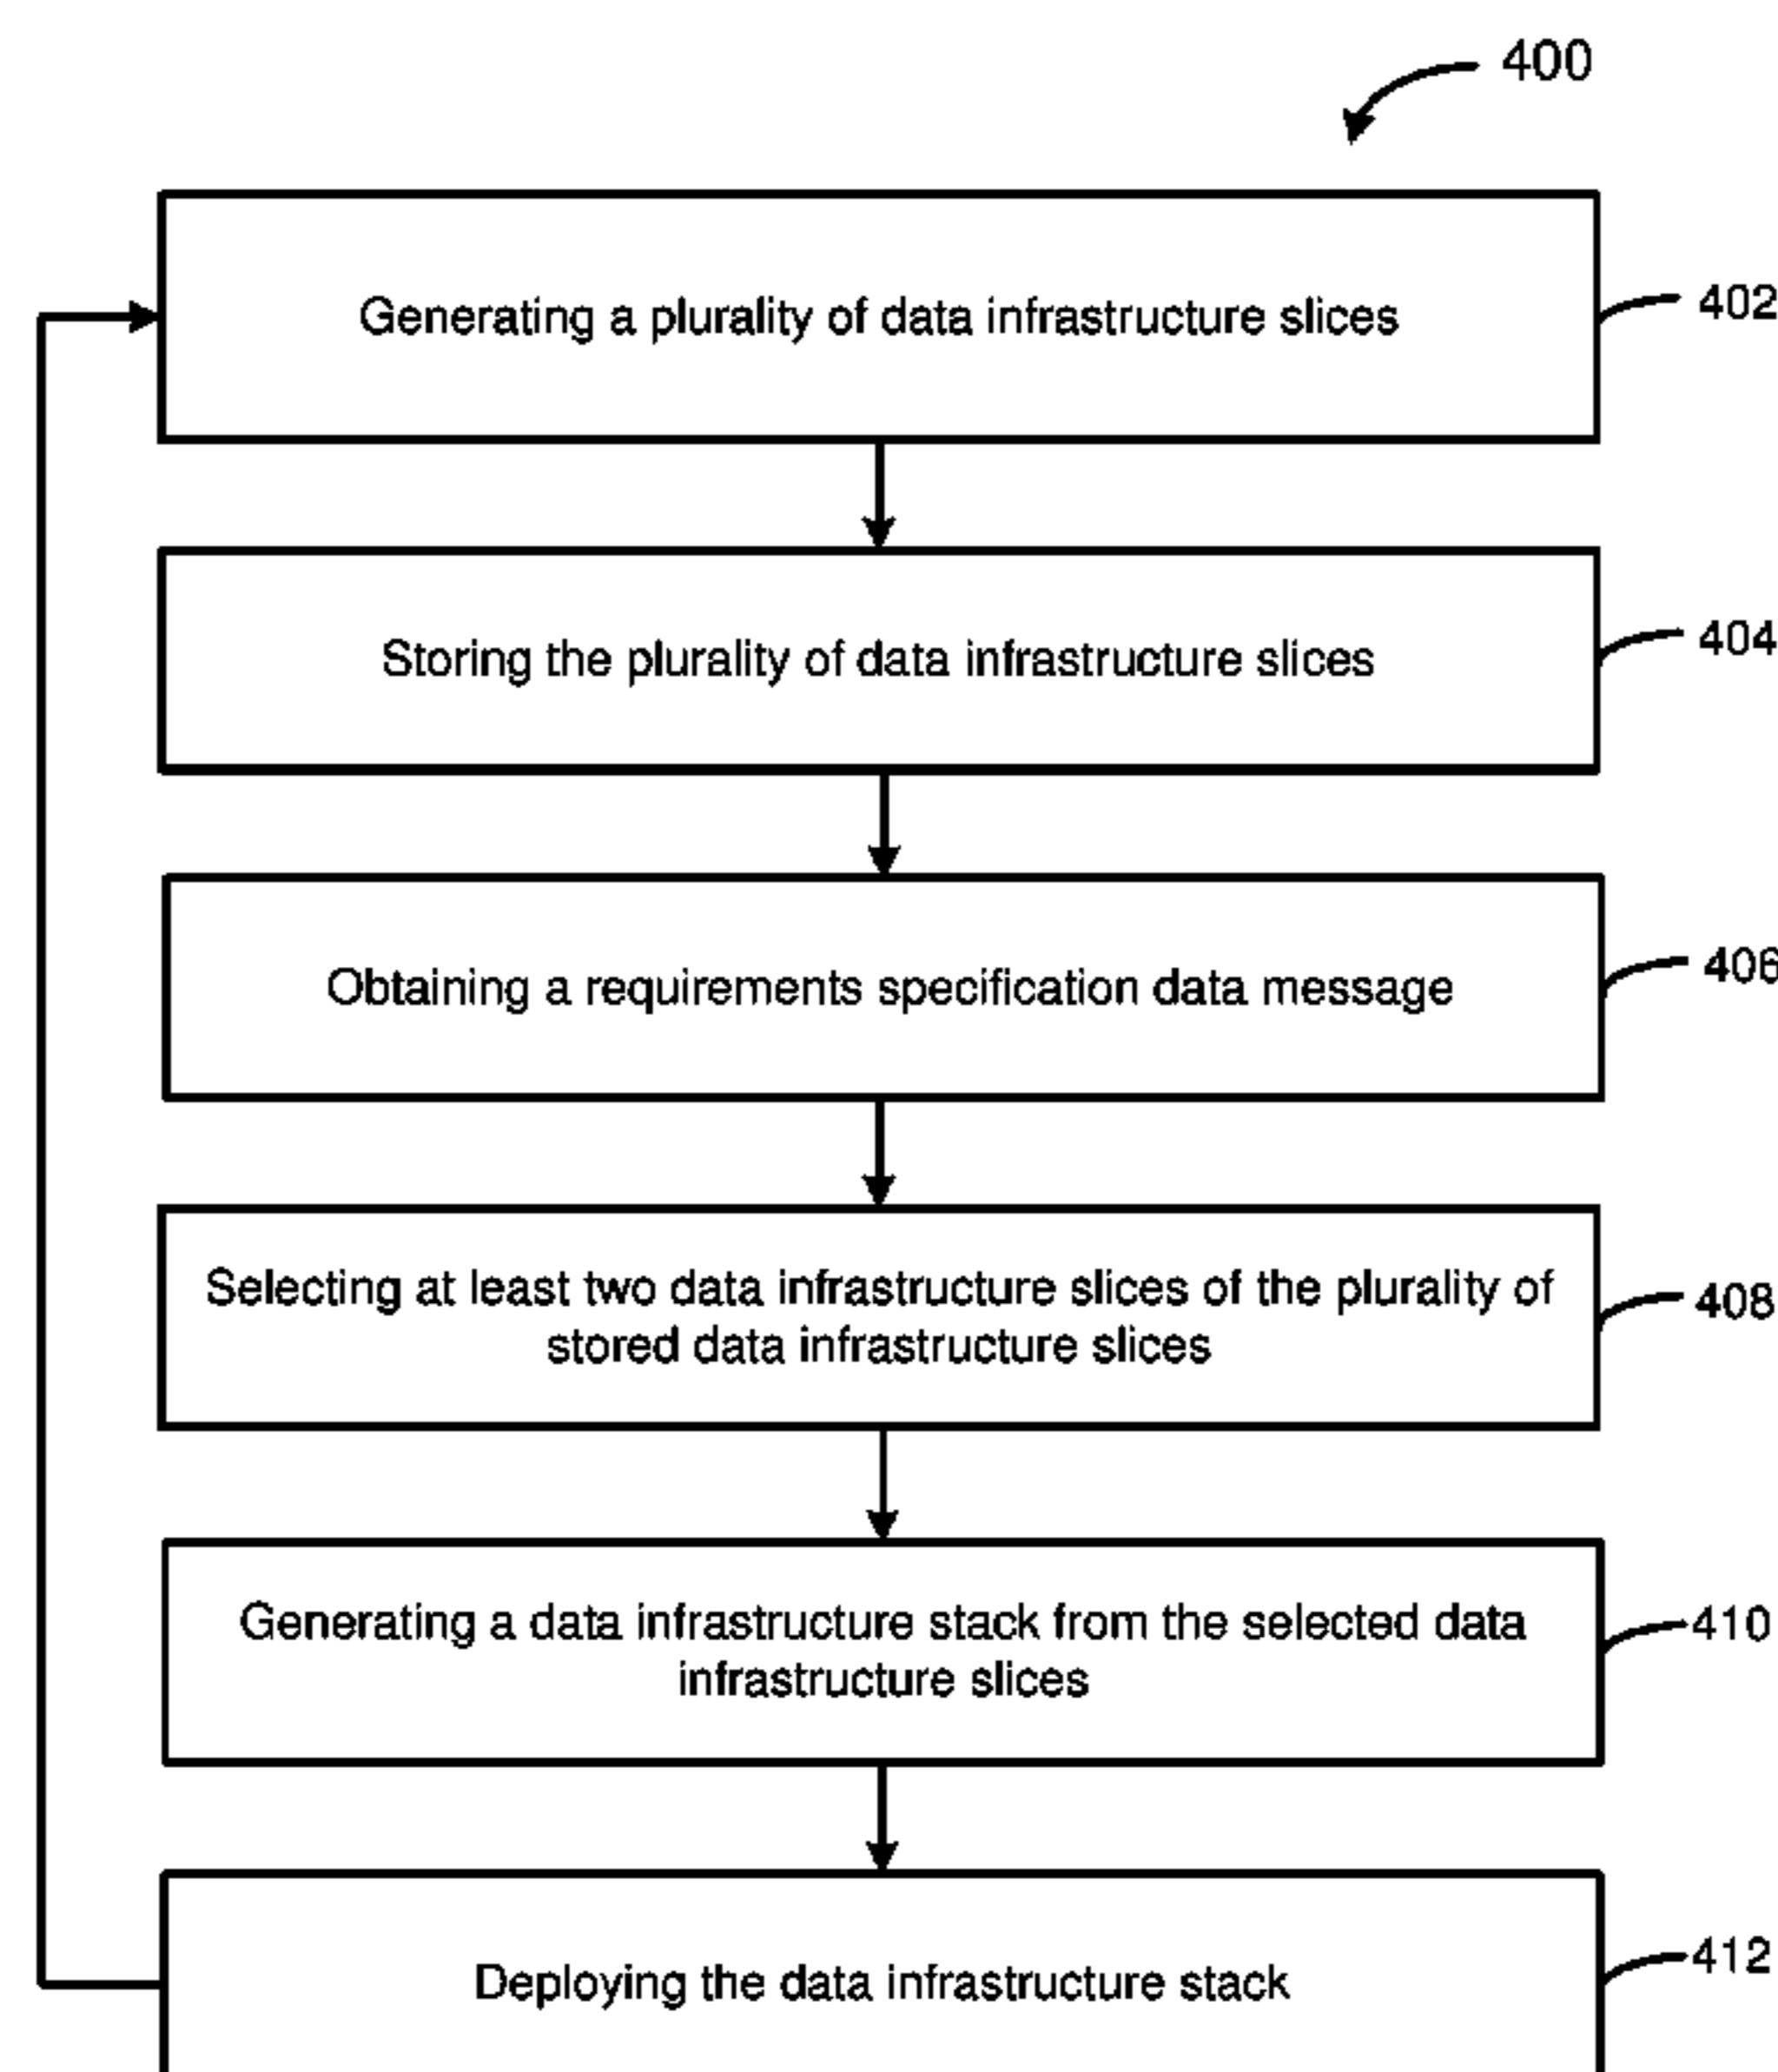 400
Generating a plurality of data infrastructure slices
402
Storing the plurality of data infrastructure slices
404
Obtaining a requirements specification data message
406
Selecting at least two data infrastructure slices of the plurality of
stored data infrastructure slices
408
Generating a data infrastructure stack from the selected data
infrastructure slices
410
Deploying the data infrastructure stack
412